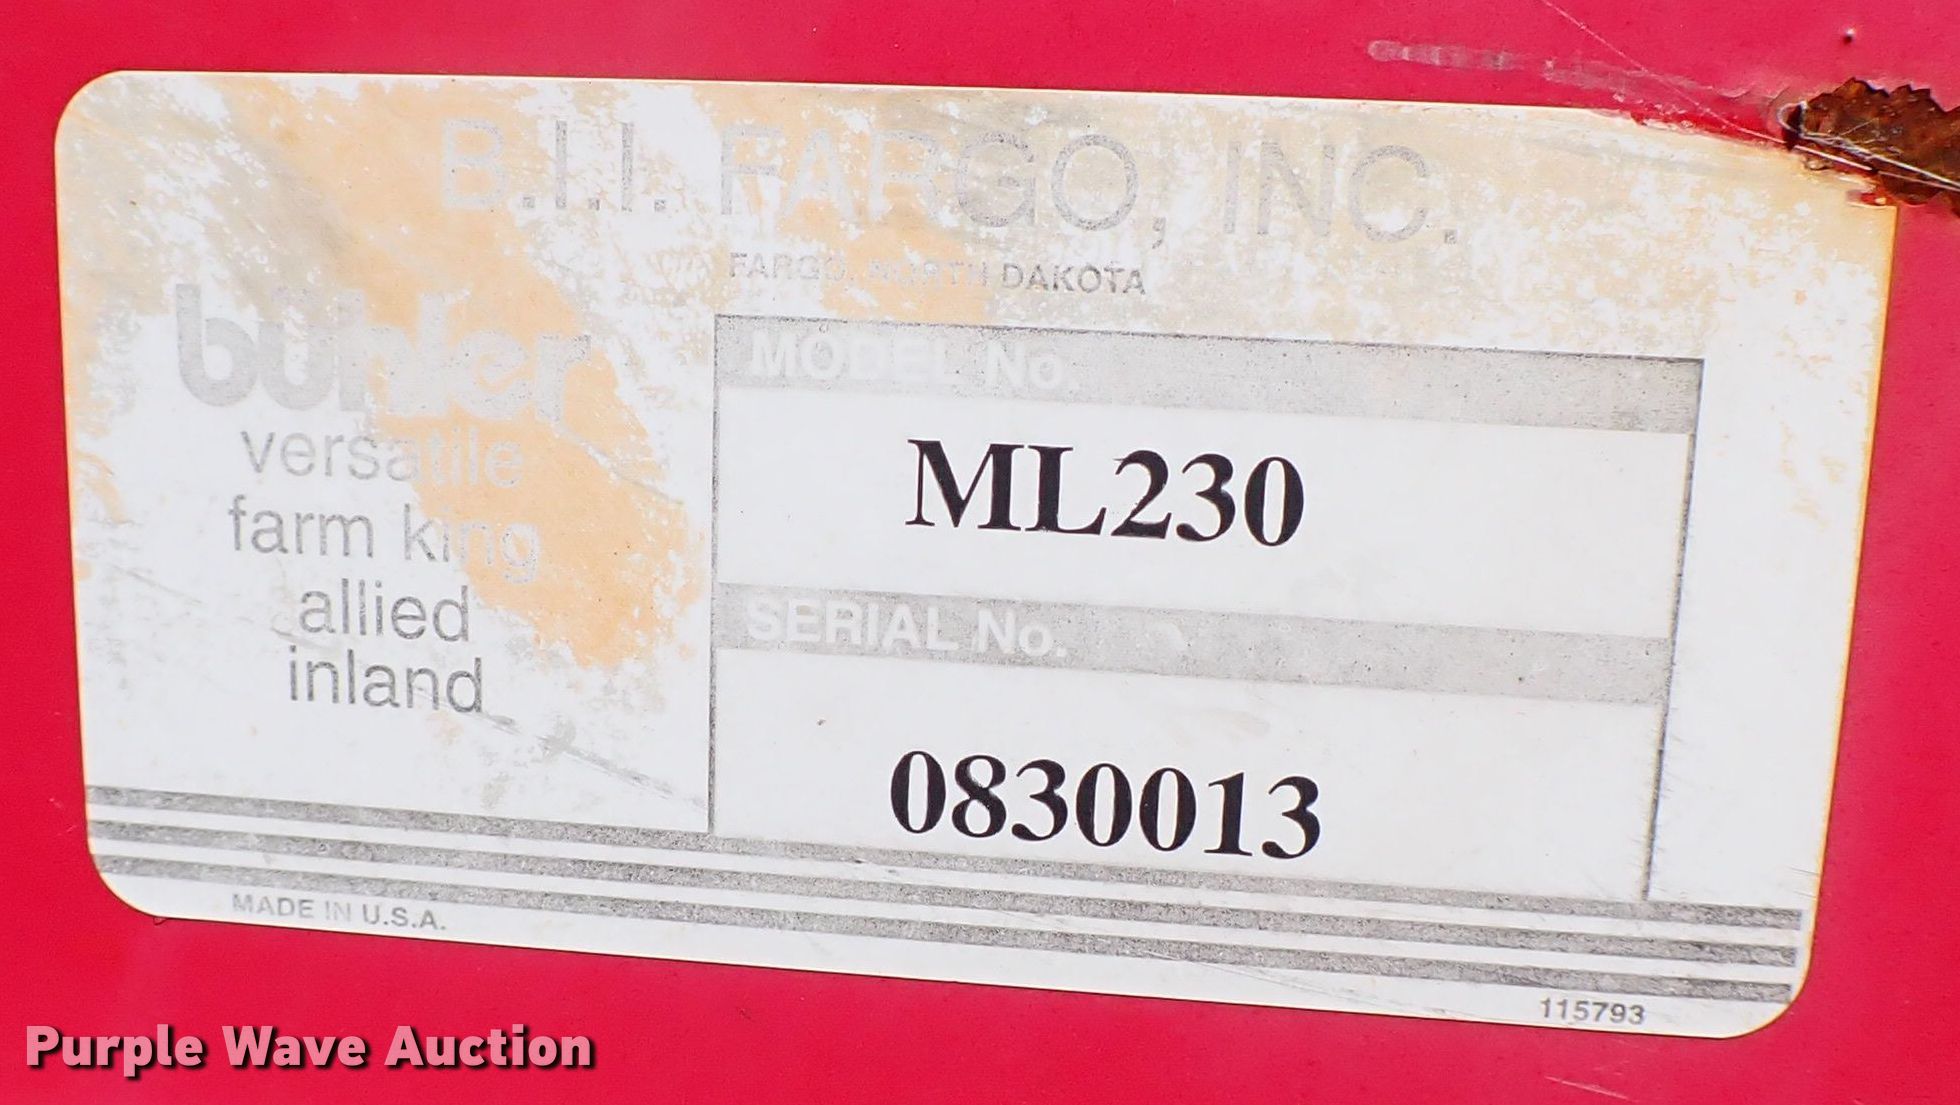 B.I.I. FARGO, INC.
FARGO, NORTH DAKOTA
bühler
versatile
farm king
allied
inland
MODEL No.
ML230
SERIAL No.
0830013
MADE IN U.S.A.
115793
Purple Wave Auction